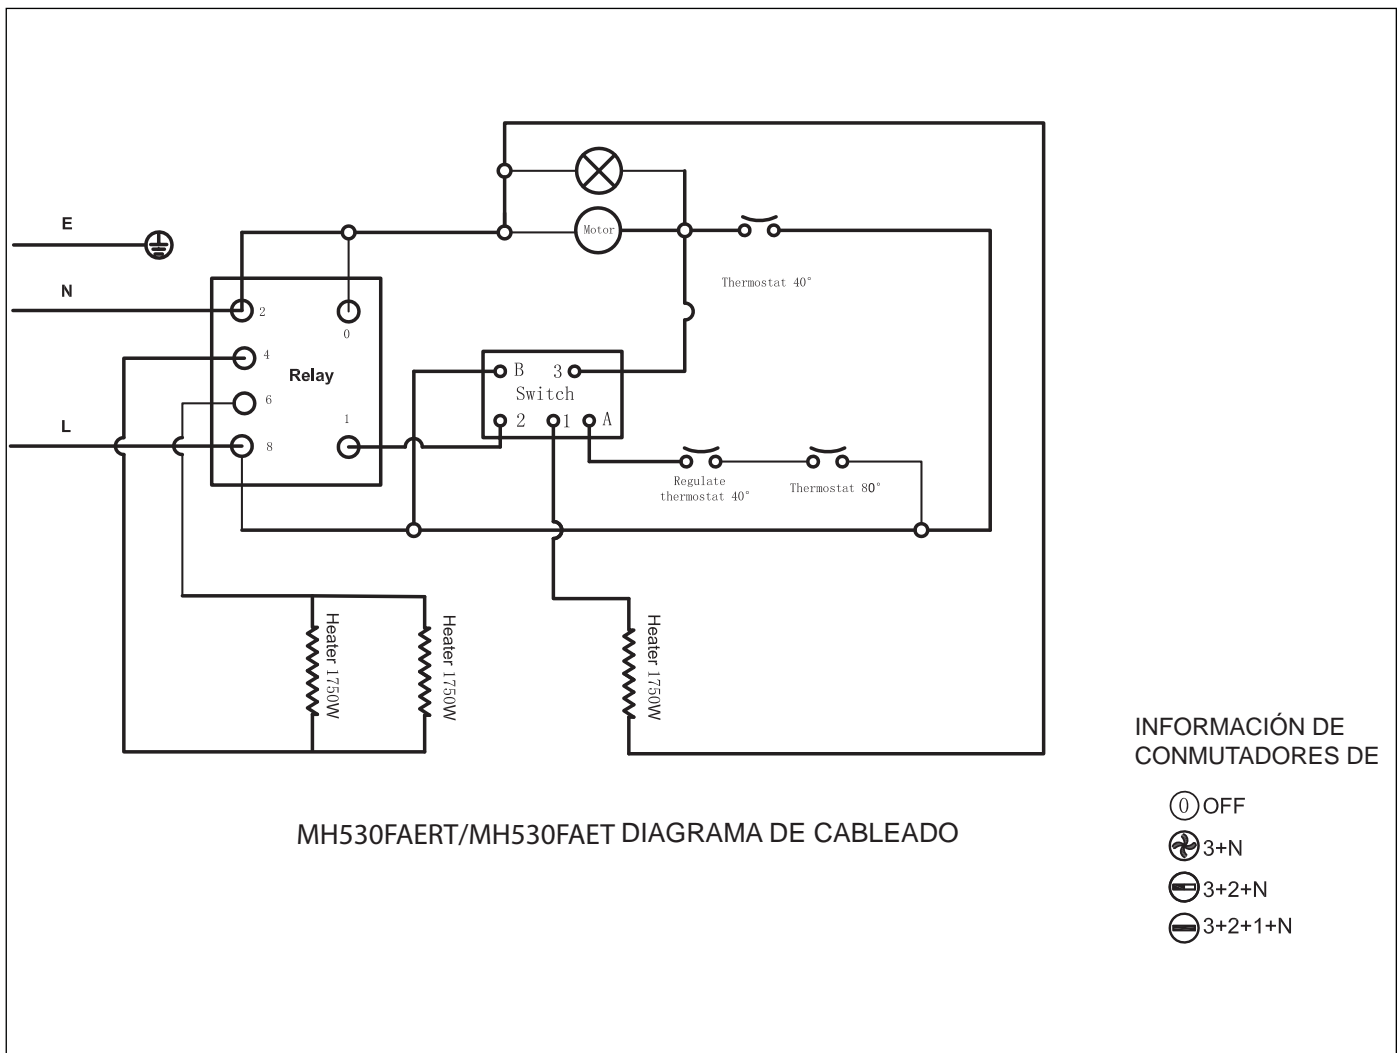 E
N
L
2
0
4
Relay
6
1
8
Motor
Thermostat 40°
B
3
Switch
2
1
A
Regulate
thermostat 40°
Thermostat 80°
Heater 1750W
Heater 1750W
Heater 1750W
MH530FAERT/MH530FAET DIAGRAMA DE CABLEADO
INFORMACIÓN DE
CONMUTADORES DE
0 OFF
3+N
3+2+N
3+2+1+N